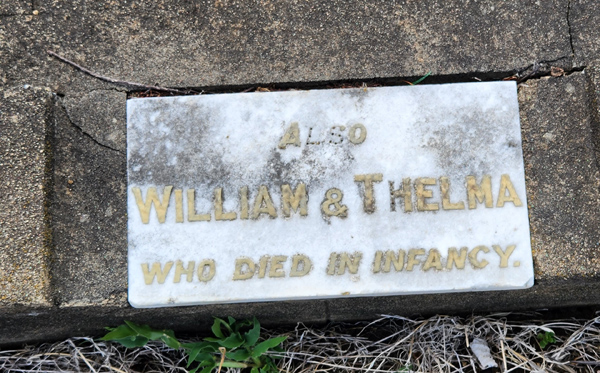 ALSO
WILLIAM & THELMA
WHO DIED IN INFANCY.